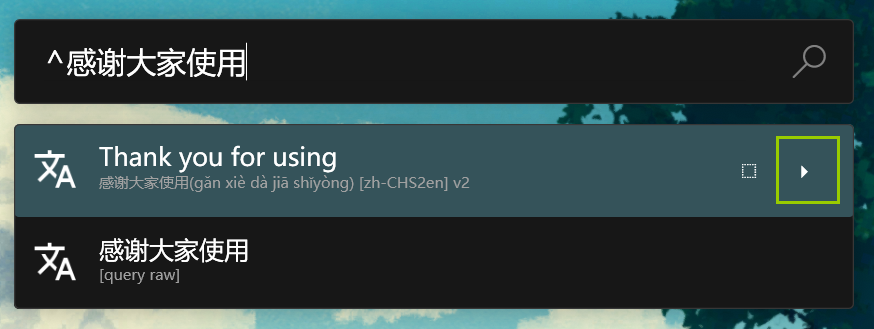 ^感谢大家使用
Thank you for using
感谢大家使用(gǎn xiè dà jiā shǐyòng) [zh-CHS2en] v2
感谢大家使用
[query raw]